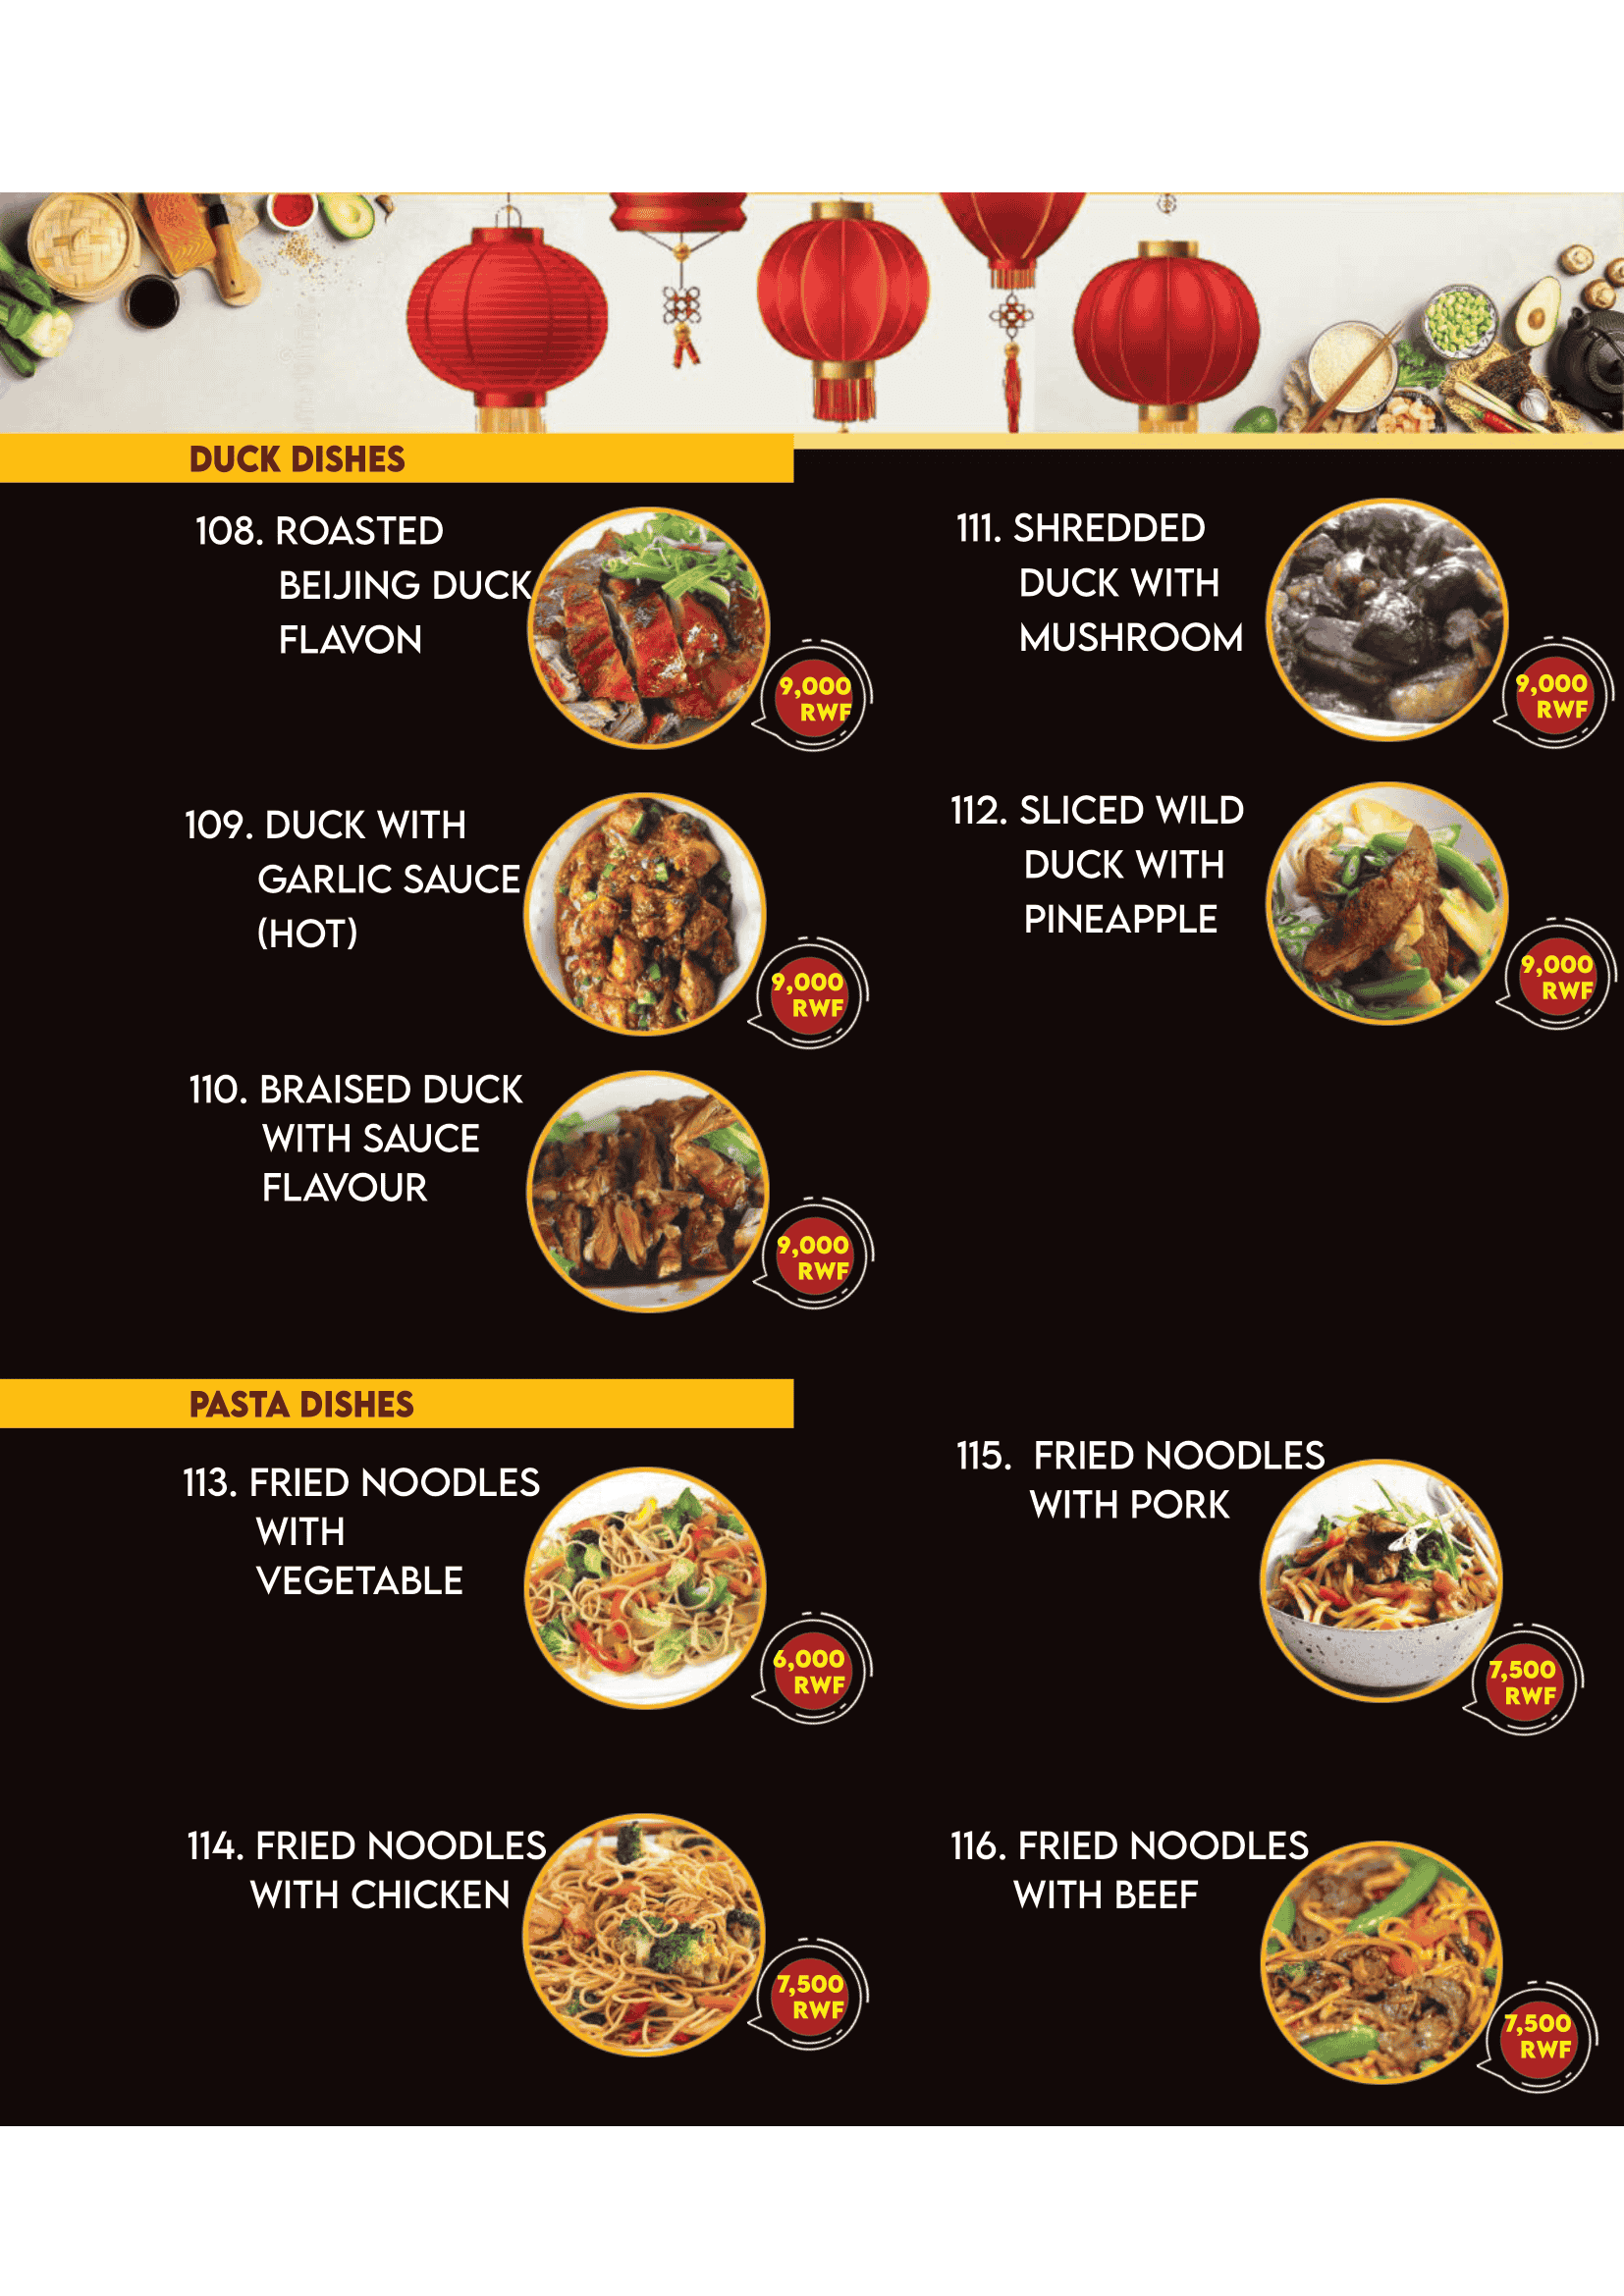 DUCK DISHES
108. ROASTED
BEIJING DUCK
FLAVON
9,000
RWF
109. DUCK WITH
GARLIC SAUCE
(HOT)
9,000
RWF
110. BRAISED DUCK
WITH SAUCE
FLAVOUR
9,000
RWF
111. SHREDDED
DUCK WITH
MUSHROOM
9,000
RWF
112. SLICED WILD
DUCK WITH
PINEAPPLE
9,000
RWF
PASTA DISHES
113. FRIED NOODLES
WITH
VEGETABLE
6,000
RWF
114. FRIED NOODLES
WITH CHICKEN
7,500
RWF
115. FRIED NOODLES
WITH PORK
7,500
RWF
116. FRIED NOODLES
WITH BEEF
7,500
RWF